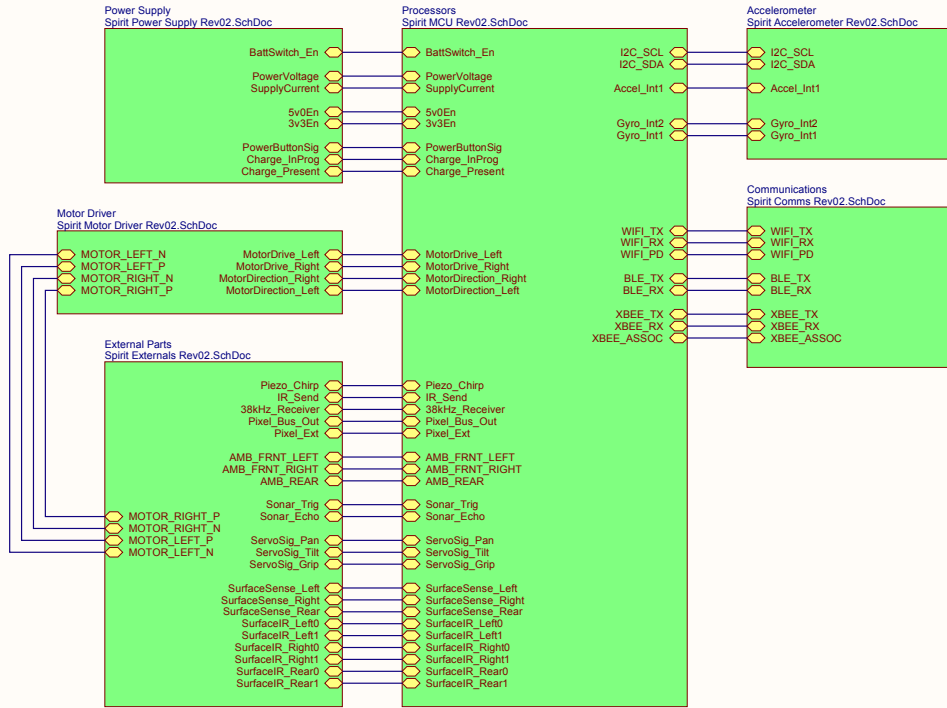 Power Supply
Spirit Power Supply Rev02.SchDoc
BattSwitch_En
PowerVoltage
SupplyCurrent
5v0En
3v3En
PowerButtonSig
Charge_InProg
Charge_Present
Motor Driver
Spirit Motor Driver Rev02.SchDoc
MOTOR_LEFT_N
MOTOR_LEFT_P
MOTOR_RIGHT_N
MOTOR_RIGHT_P
MotorDrive_Left
MotorDrive_Right
MotorDirection_Right
MotorDirection_Left
External Parts
Spirit Externals Rev02.SchDoc
Piezo_Chirp
IR_Send
38kHz_Receiver
Pixel_Bus_Out
Pixel_Ext
AMB_FRNT_LEFT
AMB_FRNT_RIGHT
AMB_REAR
Sonar_Trig
Sonar_Echo
MOTOR_RIGHT_P
MOTOR_RIGHT_N
MOTOR_LEFT_P
MOTOR_LEFT_N
ServoSig_Pan
ServoSig_Tilt
ServoSig_Grip
SurfaceSense_Left
SurfaceSense_Right
SurfaceSense_Rear
SurfaceIR_Left0
SurfaceIR_Left1
SurfaceIR_Right0
SurfaceIR_Right1
SurfaceIR_Rear0
SurfaceIR_Rear1
Processors
Spirit MCU Rev02.SchDoc
BattSwitch_En
PowerVoltage
SupplyCurrent
5v0En
3v3En
PowerButtonSig
Charge_InProg
Charge_Present
MotorDrive_Left
MotorDrive_Right
MotorDirection_Right
MotorDirection_Left
Piezo_Chirp
IR_Send
38kHz_Receiver
Pixel_Bus_Out
Pixel_Ext
AMB_FRNT_LEFT
AMB_FRNT_RIGHT
AMB_REAR
Sonar_Trig
Sonar_Echo
ServoSig_Pan
ServoSig_Tilt
ServoSig_Grip
SurfaceSense_Left
SurfaceSense_Right
SurfaceSense_Rear
SurfaceIR_Left0
SurfaceIR_Left1
SurfaceIR_Right0
SurfaceIR_Right1
SurfaceIR_Rear0
SurfaceIR_Rear1
I2C_SCL
I2C_SDA
Accel_Int1
Gyro_Int2
Gyro_Int1
WIFI_TX
WIFI_RX
WIFI_PD
BLE_TX
BLE_RX
XBEE_TX
XBEE_RX
XBEE_ASSOC
Accelerometer
Spirit Accelerometer Rev02.SchDoc
I2C_SCL
I2C_SDA
Accel_Int1
Gyro_Int2
Gyro_Int1
Communications
Spirit Comms Rev02.SchDoc
WIFI_TX
WIFI_RX
WIFI_PD
BLE_TX
BLE_RX
XBEE_TX
XBEE_RX
XBEE_ASSOC